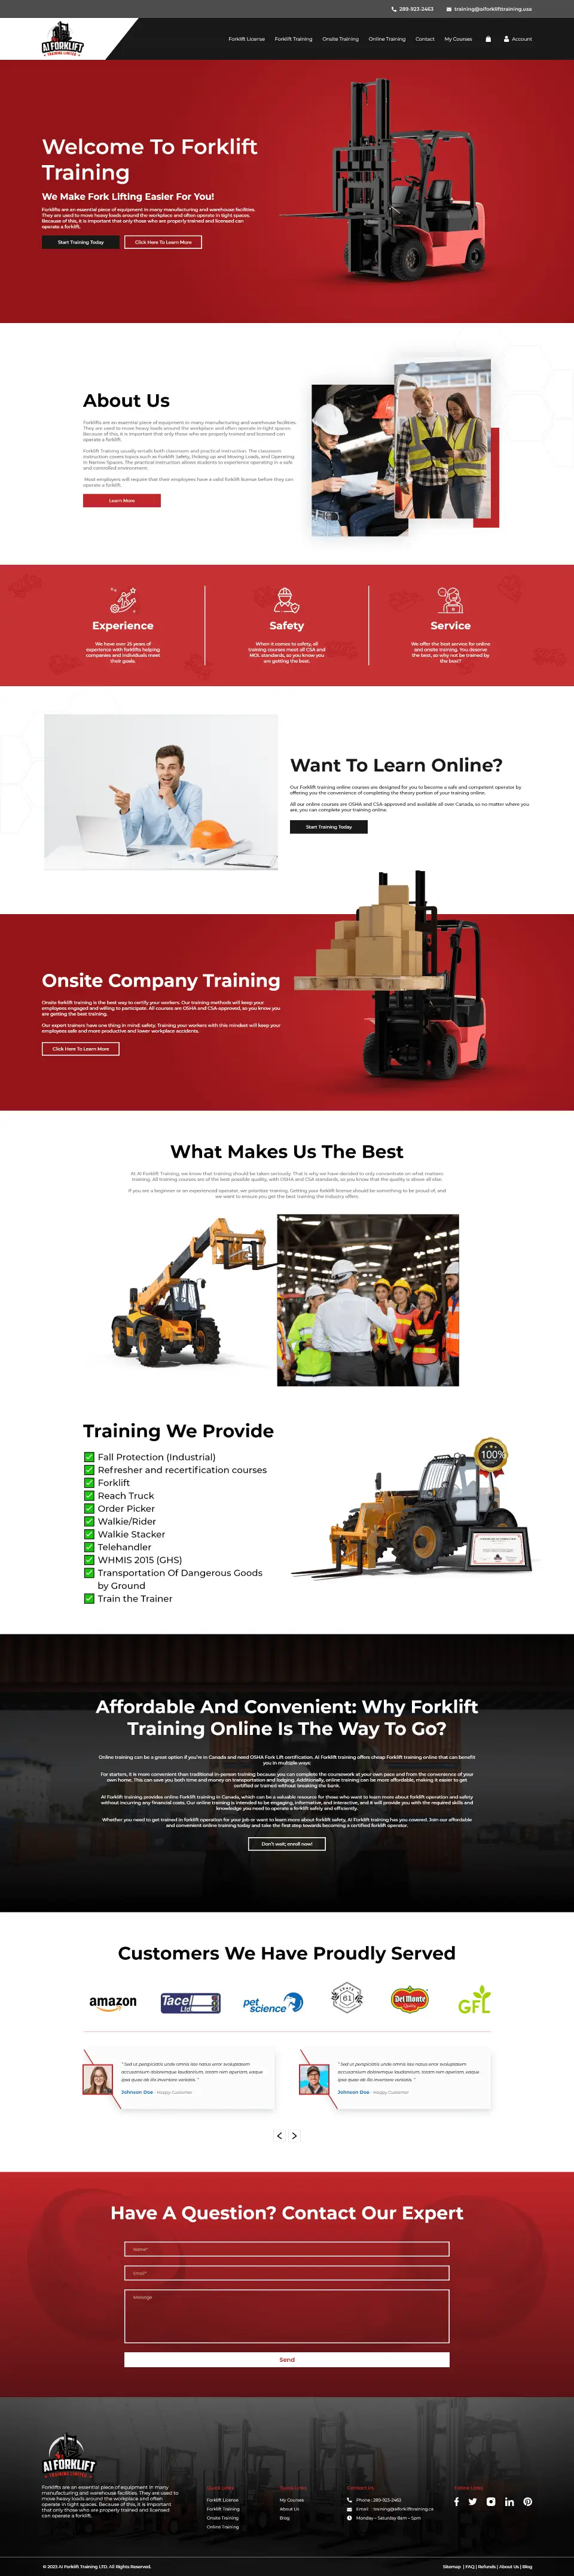 289-923-2463
training@aiforklifttraining.usa
AI FORKLIFT
TRAINING LIMITED
Forklift License
Forklift Training
Onsite Training
Online Training
Contact
My Courses
Account
Welcome To Forklift
Training
We Make Fork Lifting Easier For You!
Forklifts are an essential piece of equipment in many manufacturing and warehouse facilities.
They are used to move heavy loads around the workplace and often operate in tight spaces.
Because of this, it is important that only those who are properly trained and licensed can
operate a forklift.
Start Training Today
Click Here To Learn More
About Us
Forklifts are an essential piece of equipment in many manufacturing and warehouse facilities.
They are used to move heavy loads around the workplace and often operate in tight spaces.
Because of this, it is important that only those who are properly trained and licensed can
operate a forklift.
Forklift Training usually entails both classroom and practical instruction. The classroom
instruction covers topics such as Forklift Safety, Picking up and Moving Loads, and Operating
in Narrow Spaces. The practical instruction allows students to experience operating in a safe
and controlled environment.
Most employers will require that their employees have a valid forklift license before they can
operate a forklift.
Learn More
Experience
We have over 25 years of
experience with forklifts helping
companies and individuals meet
their goals.
Safety
When it comes to safety, all
training courses meet all CSA and
MOL standards, so you know you
are getting the best.
Service
We offer the best service for online
and onsite training. You deserve
the best, so why not be trained by
the best?
Want To Learn Online?
Our Forklift training online courses are designed for you to become a safe and competent operator by
offering you the convenience of completing the theory portion of your training online.
All our online courses are OSHA and CSA-approved and available all over Canada, so no matter where you
are, you can complete your training online.
Start Training Today
Onsite Company Training
Onsite forklift training is the best way to certify your workers. Our training methods will keep your
employees engaged and willing to participate. All courses are OSHA and CSA-approved, so you know you
are getting the best training.
Our expert trainers have one thing in mind: safety. Training your workers with this mindset will keep your
employees safe and more productive and lower workplace accidents.
Click Here To Learn More
What Makes Us The Best
At AI Forklift Training, we know that training should be taken seriously. That is why we have decided to only concentrate on what matters:
training. All training courses are of the best possible quality, with OSHA and CSA standards, so you know that the quality is above all else.
If you are a beginner or an experienced operator, we prioritize training. Getting your forklift license should be something to be proud of, and
we want to ensure you get the best training the industry offers.
Training We Provide
Fall Protection (Industrial)
Refresher and recertification courses
Forklift
Reach Truck
Order Picker
Walkie/Rider
Walkie Stacker
Telehandler
WHMIS 2015 (GHS)
Transportation Of Dangerous Goods
by Ground
Train the Trainer
100%
Affordable And Convenient: Why Forklift
Training Online Is The Way To Go?
Online training can be a great option if you're in Canada and need OSHA Fork Lift certification. AI Forklift training offers cheap Forklift training online that can benefit
you in multiple ways:
For starters, it is more convenient than traditional in-person training because you can complete the coursework at your own pace and from the convenience of your
own home. This can save you both time and money on transportation and lodging. Additionally, online training can be more affordable, making it easier to get
certified or trained without breaking the bank.
AI Forklift training provides online Forklift training in Canada, which can be a valuable resource for those who want to learn more about forklift operation and safety
without incurring any financial costs. Our online training is intended to be engaging, informative, and interactive, and it will provide you with the required skills and
knowledge you need to operate a forklift safely and efficiently.
Whether you need to get trained in forklift operation for your job or want to learn more about forklift safety, AI Forklift training has you covered. Join our affordable
and convenient online training today and take the first step towards becoming a certified forklift operator.
Don't wait; enroll now!
Customers We Have Proudly Served
amazon
Tacel
Ltd
pet
science
61
Del Monte
Quality
GFL
" Sed ut perspiciatis unde omnis iste natus error svoluptatem
accusantium doloremque laudantium, totam rem aperiam, eaque
ipsa quae ab illo inventore veritatis. "
Johnson Doe - Happy Customer
" Sed ut perspiciatis unde omnis iste natus error svoluptatem
accusantium doloremque laudantium, totam rem aperiam, eaque
ipsa quae ab illo inventore veritatis. "
Johnson Doe - Happy Customer
Have A Question? Contact Our Expert
Name*
Email*
Message
Send
AI FORKLIFT
TRAINING LIMITED
Forklifts are an essential piece of equipment in many
manufacturing and warehouse facilities. They are used to
move heavy loads around the workplace and often
operate in tight spaces. Because of this, it is important
that only those who are properly trained and licensed
can operate a forklift.
Quick Links
Forklift License
Forklift Training
Onsite Training
Online Training
Quick Links
My Courses
About Us
Blog
Contact Us
Phone : 289-923-2463
Email : training@aiforklifttraining.ca
Monday – Saturday 8am – 5pm
Follow Links
© 2023 AI Forklift Training LTD. All Rights Reserved.
Sitemap | FAQ | Refunds | About Us | Blog